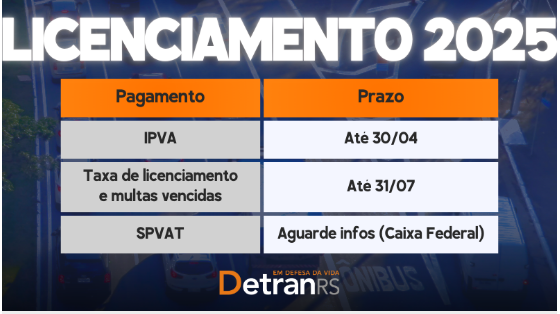 LICENCIAMENTO 2025
Pagamento Prazo
IPVA Até 30/04
Taxa de licenciamento
e multas vencidas Até 31/07
SPVAT Aguarde infos (Caixa Federal)
EM DEFESA DA VIDA
DetranRS
ÔNIBUS